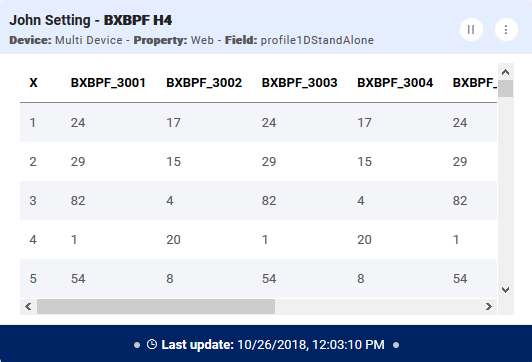 John Setting - BXBPF H4
Device: Multi Device - Property: Web - Field: profile1DStandAlone
X BXBPF_3001 BXBPF_3002 BXBPF_3003 BXBPF_3004 BXBPF_
1 24 17 24 17 24
2 29 15 29 15 29
3 82 4 82 4 82
4 1 20 1 20 1
5 54 8 54 8 54
Last update: 10/26/2018, 12:03:10 PM